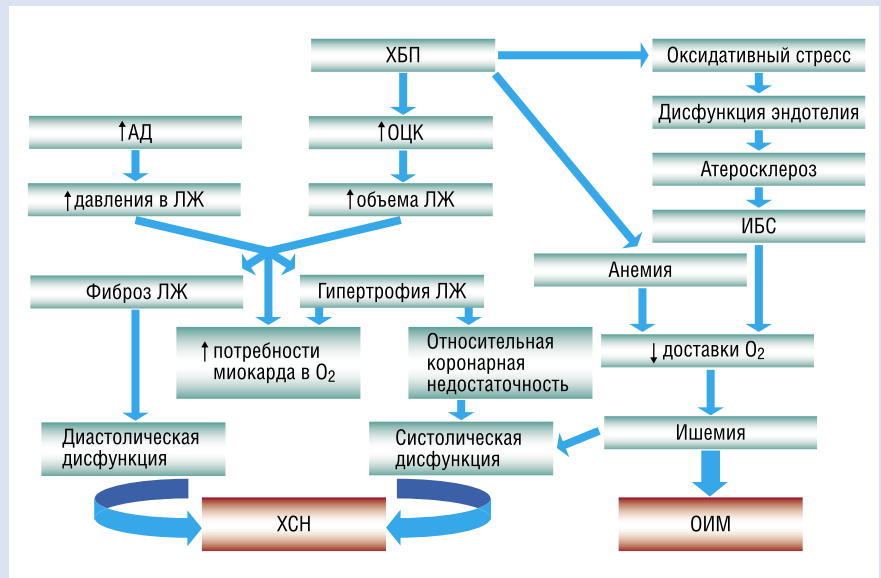 ХБП
Оксидативный стресс
↑АД
↑ОЦК
Дисфункция эндотелия
Атеросклероз
↑давления в ЛЖ
↑объема ЛЖ
ИБС
Анемия
Фиброз ЛЖ
Гипертрофия ЛЖ
↑ потребности
миокарда в O₂
Относительная
коронарная
недостаточность
↓ доставки O₂
Диастолическая
дисфункция
Систолическая
дисфункция
Ишемия
ХСН
ОИМ